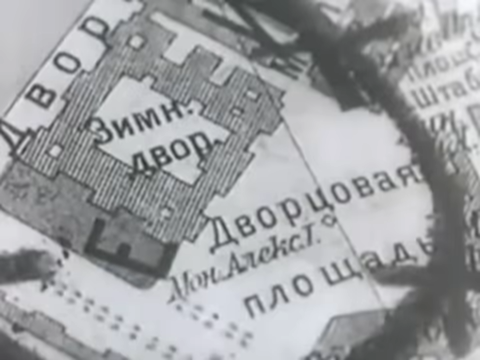 Двор
Зимн.
двор.
Дворцовая
площадь
Мон. Алекс. I.
Штаб